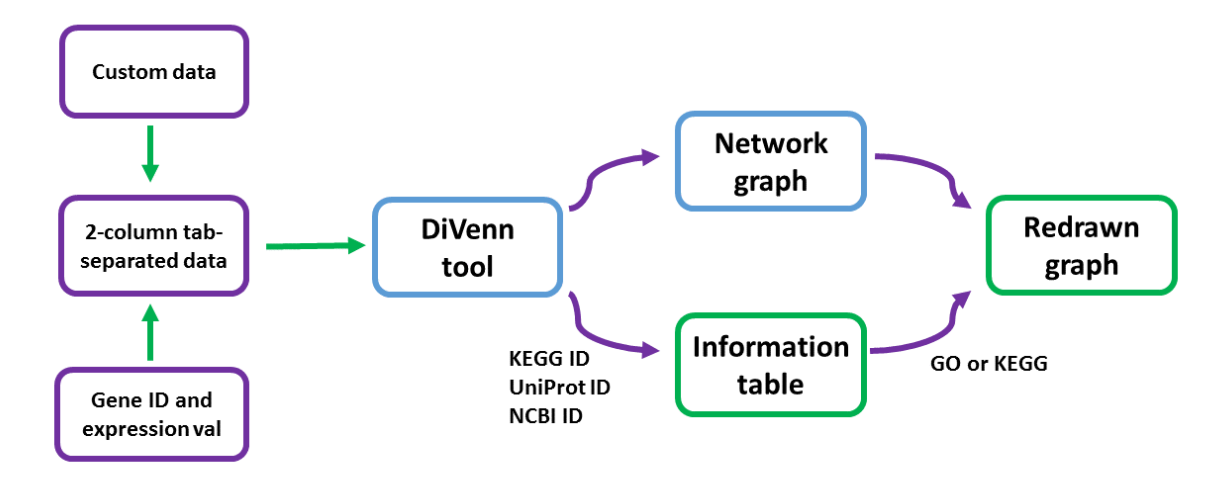 Custom data
2-column tab-
separated data
Gene ID and
expression val
DiVenn
tool
KEGG ID
UniProt ID
NCBI ID
Network
graph
Information
table
GO or KEGG
Redrawn
graph